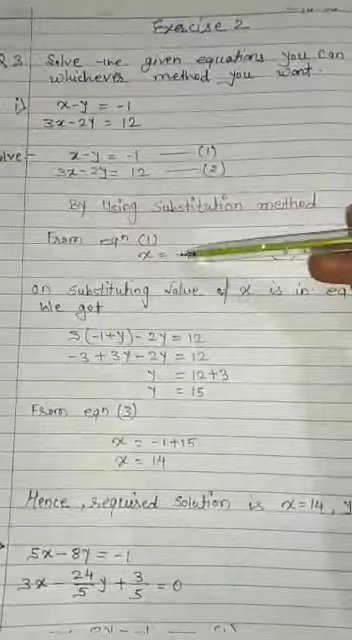 Exercise 2
Q 3 Solve the given equations you can
whichever method you want.
i) x-y = -1
3x-2y = 12
x-y = -1 —— (1)
3x-2y = 12 —— (2)
By Using Substitution method
From eqn (1)
x =
on substituting value of x is in eq
We get
3(-1+y)-2y = 12
-3+3y-2y = 12
y = 12+3
y = 15
From eqn (3)
x = -1+15
x = 14
Hence, required solution is x=14, y
5x-8y = -1
3x - 24/5 y + 3/5 = 0